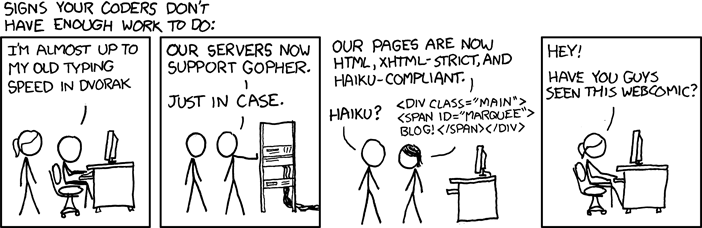 SIGNS YOUR CODERS DON'T
HAVE ENOUGH WORK TO DO:
I'M ALMOST UP TO
MY OLD TYPING
SPEED IN DVORAK
OUR SERVERS NOW
SUPPORT GOPHER.
JUST IN CASE.
OUR PAGES ARE NOW
HTML, XHTML-STRICT, AND
HAIKU-COMPLIANT.
HAIKU?
<DIV CLASS="MAIN">
<SPAN ID="MARQUEE">
BLOG!</SPAN></DIV>
HEY!
HAVE YOU GUYS
SEEN THIS WEBCOMIC?